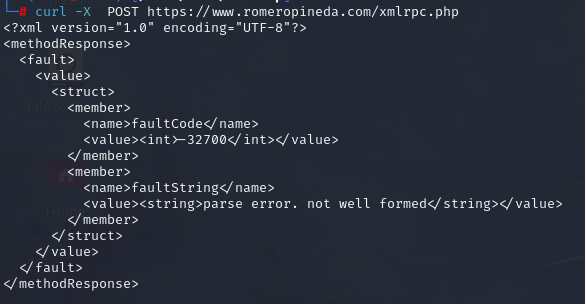 └─# curl -X  POST https://www.romeropineda.com/xmlrpc.php
<?xml version="1.0" encoding="UTF-8"?>
<methodResponse>
  <fault>
    <value>
      <struct>
        <member>
          <name>faultCode</name>
          <value><int>-32700</int></value>
        </member>
        <member>
          <name>faultString</name>
          <value><string>parse error. not well formed</string></value>
        </member>
      </struct>
    </value>
  </fault>
</methodResponse>